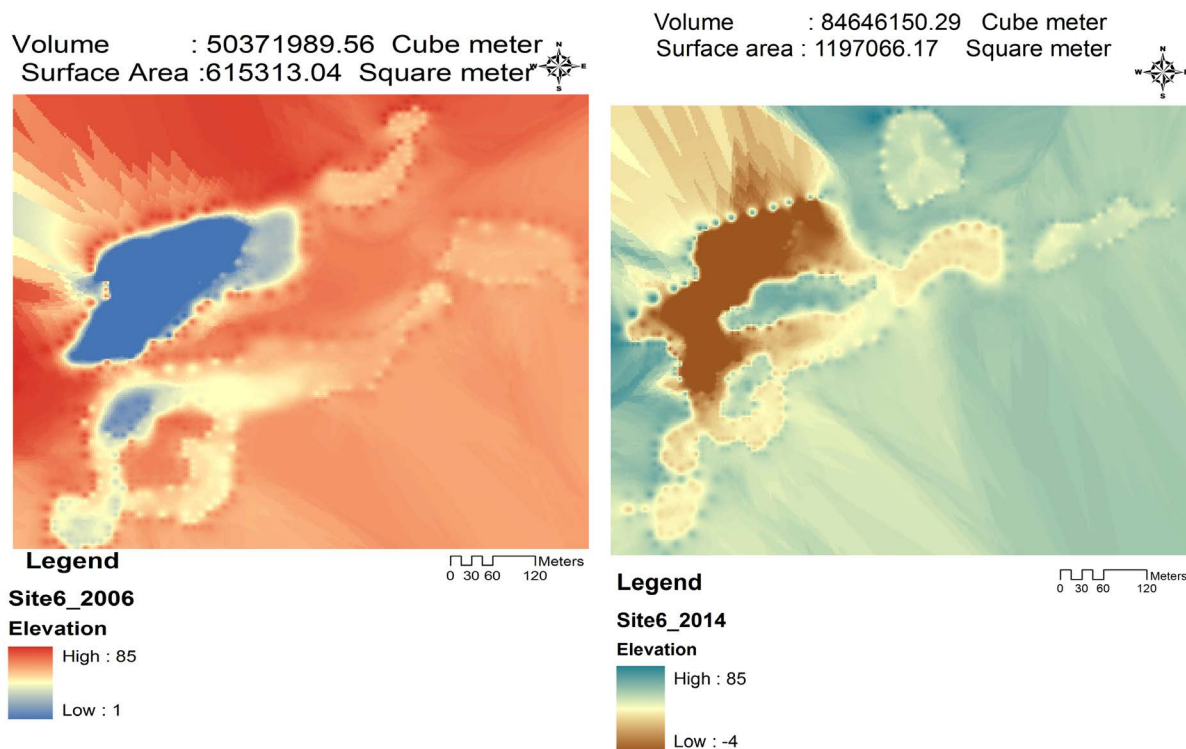 Volume : 50371989.56 Cube meter
Surface Area :615313.04 Square meter
N
W E
S
Legend
Meters
0 30 60 120
Site6_2006
Elevation
High : 85
Low : 1
Volume : 84646150.29 Cube meter
Surface area : 1197066.17 Square meter
N
W E
S
Legend
Meters
0 30 60 120
Site6_2014
Elevation
High : 85
Low : -4